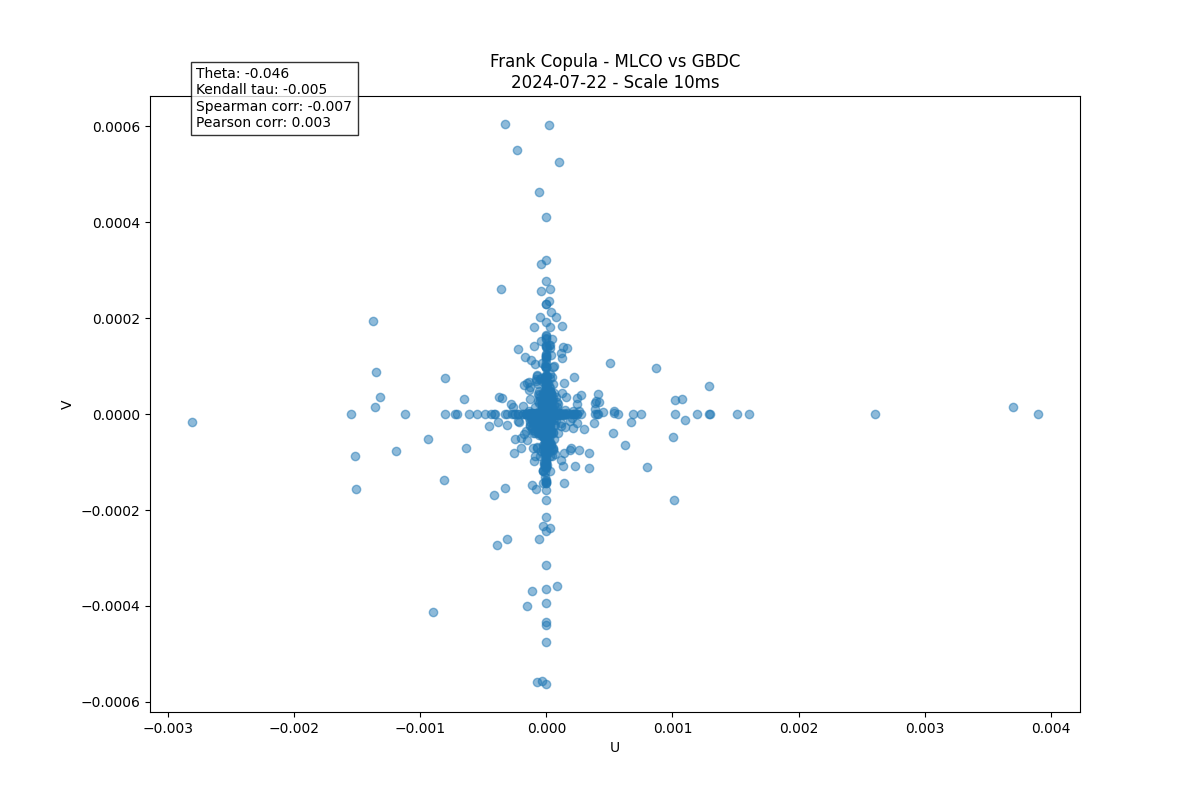 Frank Copula - MLCO vs GBDC
2024-07-22 - Scale 10ms
Theta: -0.046
Kendall tau: -0.005
Spearman corr: -0.007
Pearson corr: 0.003
0.0006
0.0004
0.0002
0.0000
−0.0002
−0.0004
−0.0006
V
−0.003 −0.002 −0.001 0.000 0.001 0.002 0.003 0.004
U